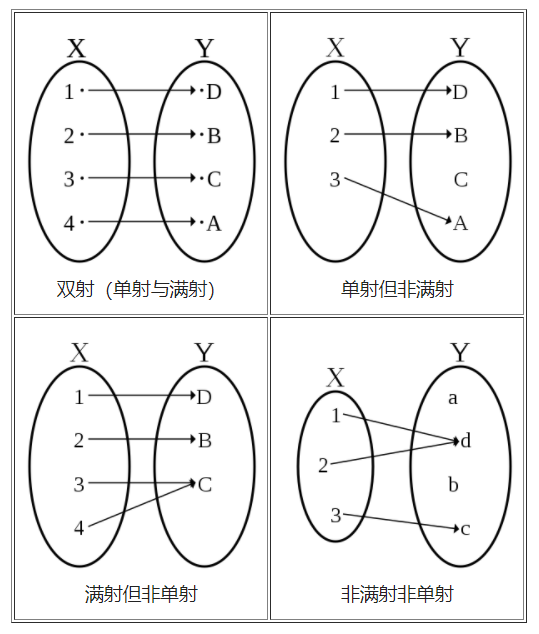 X Y
1 · · D
2 · · B
3 · · C
4 · · A
双射（单射与满射）
X Y
1 D
2 B
3 C
A
单射但非满射
X Y
1 D
2 B
3 C
4
满射但非单射
Y
X
a
1
d
2
b
3
c
非满射非单射